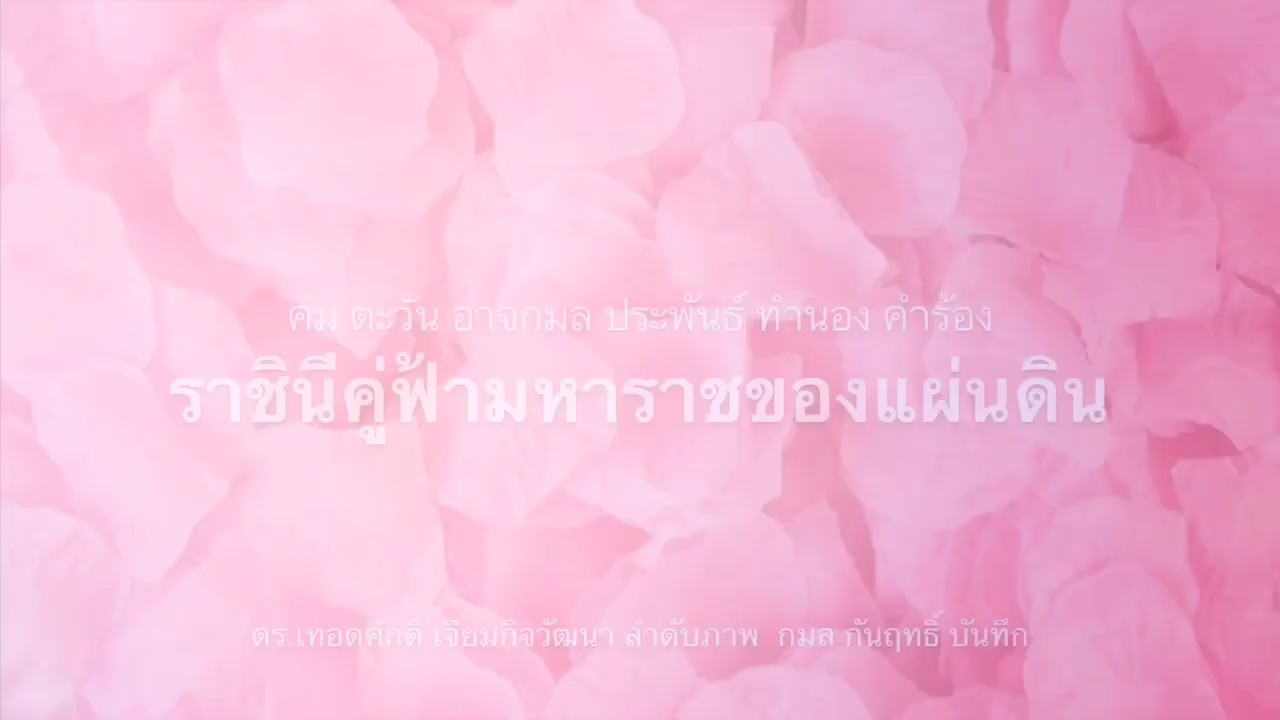 คม ตะวัน อาจกมล ประพันธ์ ทำนอง คำร้อง
ราชินีคู่ฟ้ามหาราชของแผ่นดิน
ดร.เทอดศักดิ์ เจียมกิจวัฒนา ลำดับภาพ กมล กันฤทธิ์ บันทึก